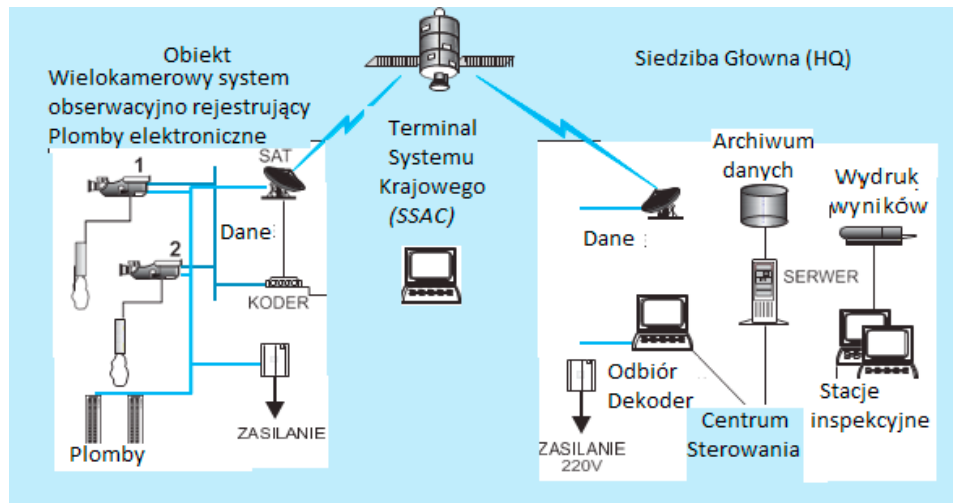 Obiekt
Wielokamerowy system
obserwacyjno rejestrujący
Plomby elektroniczne
1
2
SAT
Dane
KODER
ZASILANIE
Plomby
Terminal
Systemu
Krajowego
(SSAC)
Siedziba Głowna (HQ)
Archiwum
danych
Wydruk
wyników
Dane
SERWER
Odbiór
Dekoder
ZASILANIE
220V
Centrum
Sterowania
Stacje
inspekcyjne